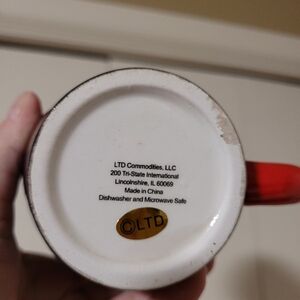 LTD Commodities, LLC
200 Tri-State International
Lincolnshire, IL 60069
Made in China
Dishwasher and Microwave Safe
©LTD